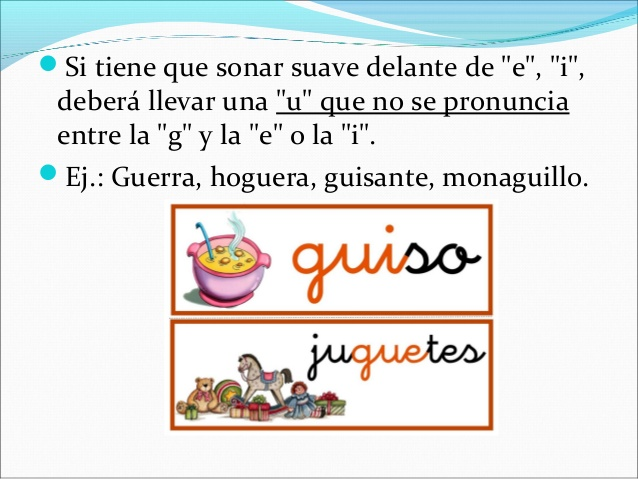 Si tiene que sonar suave delante de "e", "i",
deberá llevar una "u" que no se pronuncia
entre la "g" y la "e" o la "i".
Ej.: Guerra, hoguera, guisante, monaguillo.
guiso
juguetes